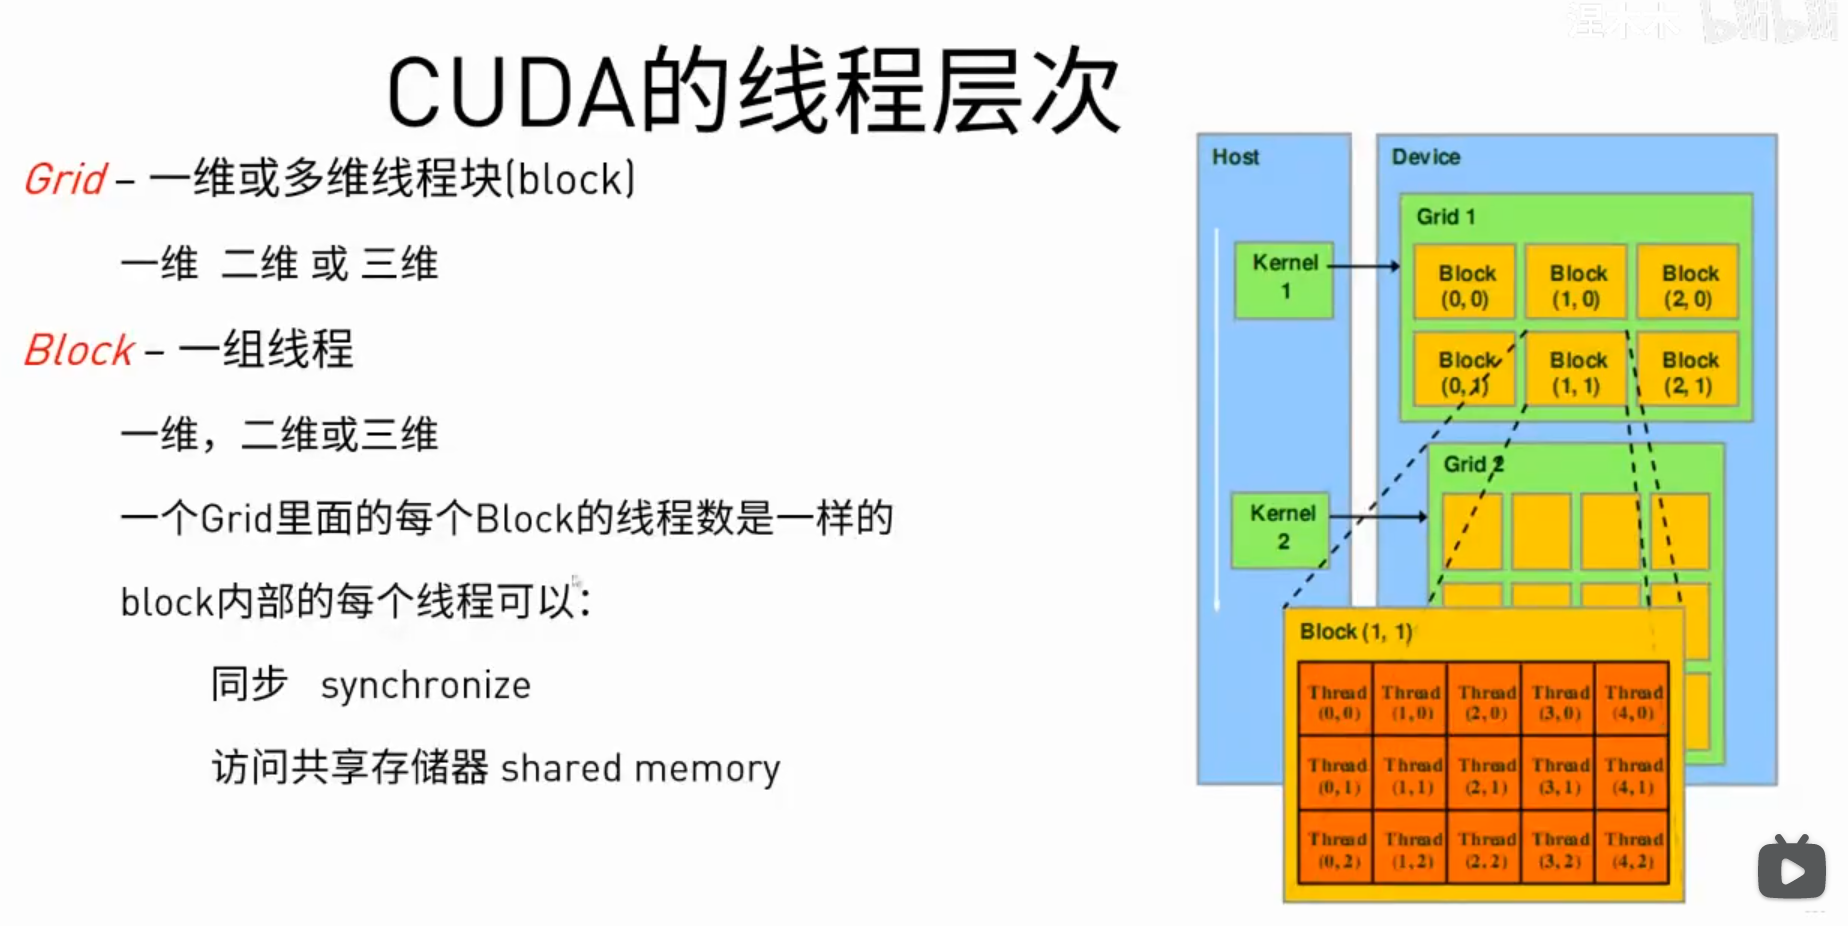 涅木木 bilibili
CUDA的线程层次
Grid – 一维或多维线程块(block)
一维 二维 或 三维
Block – 一组线程
一维，二维或三维
一个Grid里面的每个Block的线程数是一样的
block内部的每个线程可以：
同步 synchronize
访问共享存储器 shared memory
Host
Device
Grid 1
Kernel
1
Block Block Block
(0, 0) (1, 0) (2, 0)
Block Block Block
(0, 1) (1, 1) (2, 1)
Grid 2
Kernel
2
Block (1, 1)
Thread Thread Thread Thread Thread
(0, 0) (1, 0) (2, 0) (3, 0) (4, 0)
Thread Thread Thread Thread Thread
(0, 1) (1, 1) (2, 1) (3, 1) (4, 1)
Thread Thread Thread Thread Thread
(0, 2) (1, 2) (2, 2) (3, 2) (4, 2)